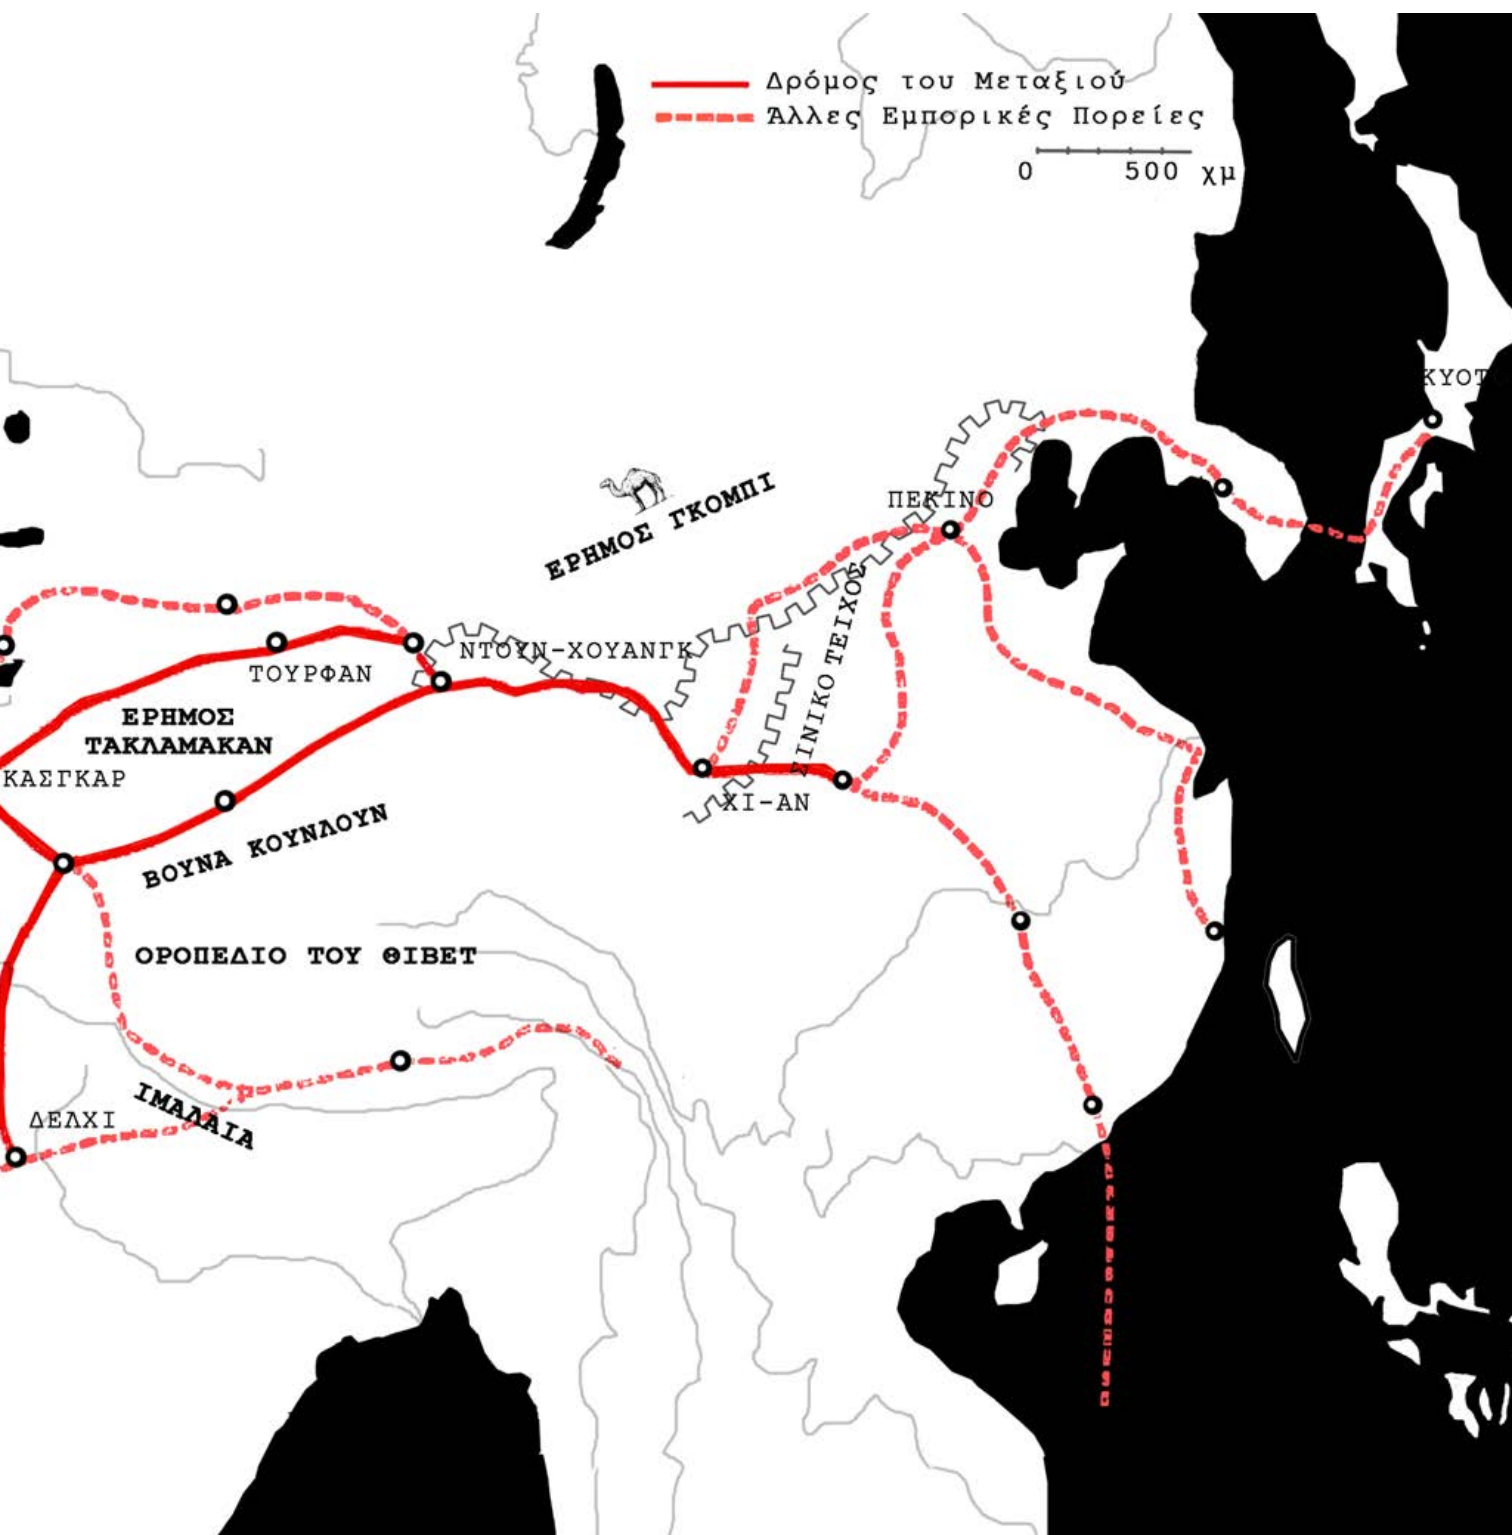 Δρόμος του Μεταξιού
Άλλες Εμπορικές Πορείες
0 500 χμ
ΚΥΟΤ
ΠΕΚΙΝΟ
ΕΡΗΜΟΣ ΓΚΟΜΠΙ
ΣΙΝΙΚΟ ΤΕΙΧΟΣ
ΝΤΟΥΝ-ΧΟΥΑΝΓΚ
ΤΟΥΡΦΑΝ
ΕΡΗΜΟΣ
ΤΑΚΛΑΜΑΚΑΝ
ΚΑΣΓΚΑΡ
ΧΙ-ΑΝ
ΒΟΥΝΑ ΚΟΥΝΛΟΥΝ
ΟΡΟΠΕΔΙΟ ΤΟΥ ΘΙΒΕΤ
ΙΜΑΛΑΙΑ
ΔΕΛΧΙ